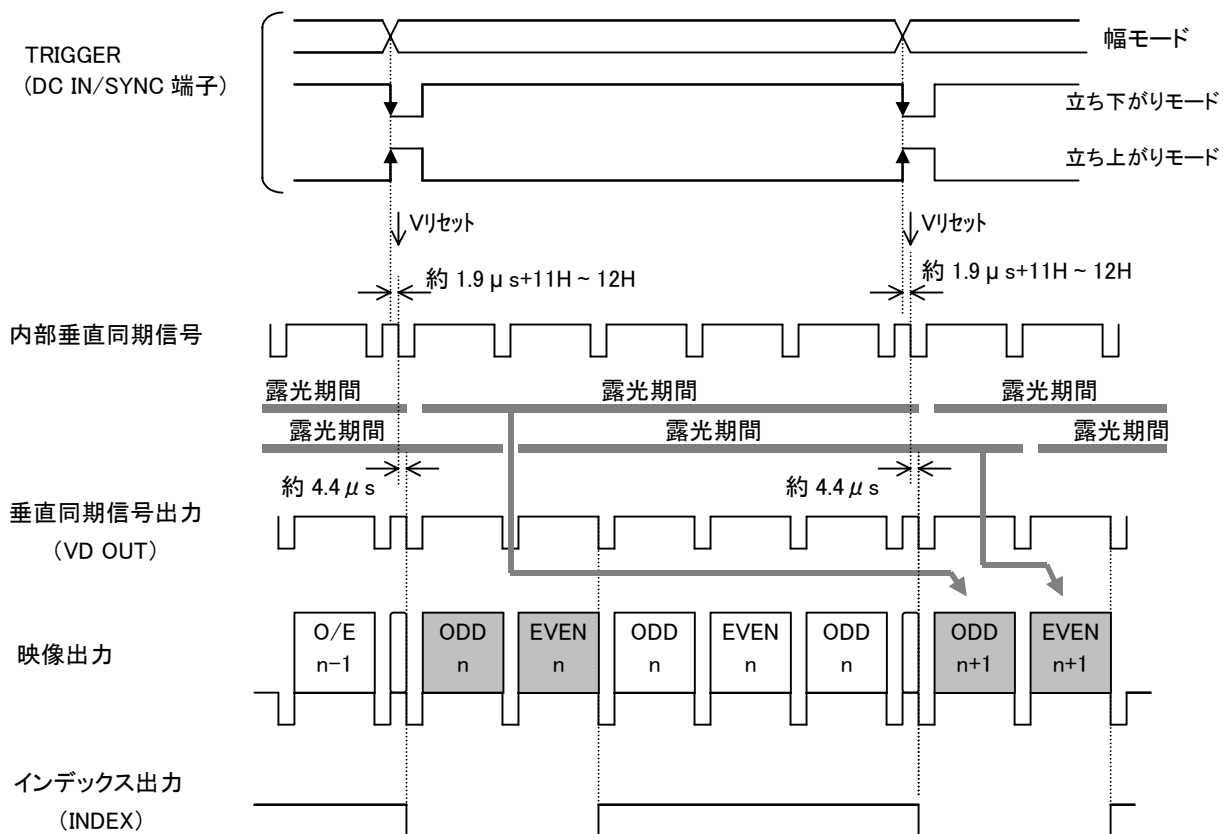 TRIGGER
(DC IN/SYNC 端子)
幅モード
立ち下がりモード
立ち上がりモード
Vリセット
Vリセット
約 1.9 μ s+11H ~ 12H
約 1.9 μ s+11H ~ 12H
内部垂直同期信号
露光期間
露光期間
露光期間
露光期間
露光期間
露光期間
約 4.4 μ s
約 4.4 μ s
垂直同期信号出力
(VD OUT)
映像出力
O/E
n-1
ODD
n
EVEN
n
ODD
n
EVEN
n
ODD
n
ODD
n+1
EVEN
n+1
インデックス出力
(INDEX)